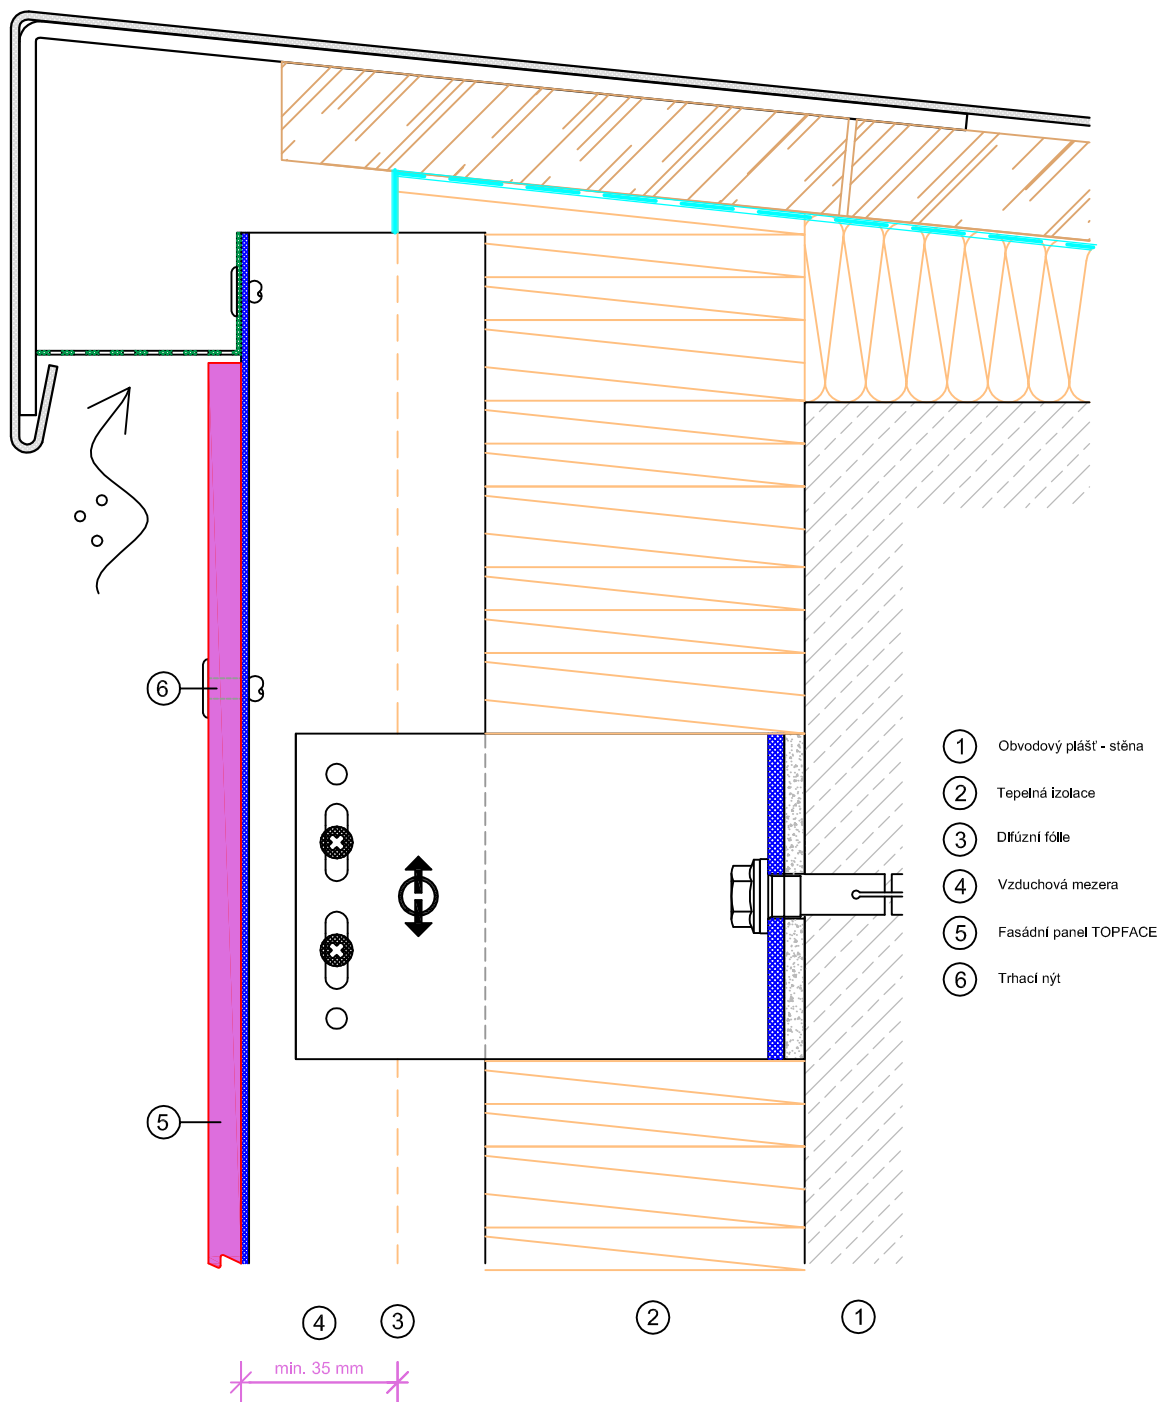 6
1 Obvodový plášť - stěna
2 Tepelná izolace
3 Difúzní fólie
4 Vzduchová mezera
5 Fasádní panel TOPFACE
6 Trhací nýt
5
4 3 2 1
min. 35 mm